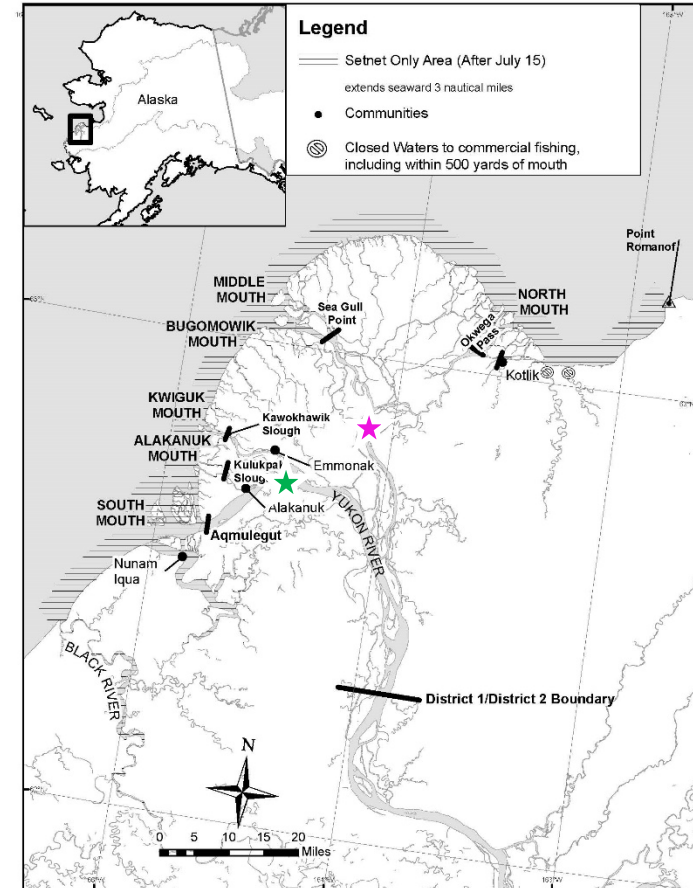 Legend
Setnet Only Area (After July 15)
extends seaward 3 nautical miles
Communities
Closed Waters to commercial fishing,
including within 500 yards of mouth
Alaska
Point
Romanof
MIDDLE
MOUTH
Sea Gull
Point
NORTH
MOUTH
BUGOMOWIK
MOUTH
Okwega
Pass
Kotlik
KWIGUK
MOUTH
Kawokhawik
Slough
ALAKANUK
MOUTH
Emmonak
Kulukpak
Slough
SOUTH
MOUTH
Alakanuk
YUKON RIVER
Aqmulegut
Nunam
Iqua
BLACK RIVER
District 1/District 2 Boundary
N
0 5 10 15 20
Miles